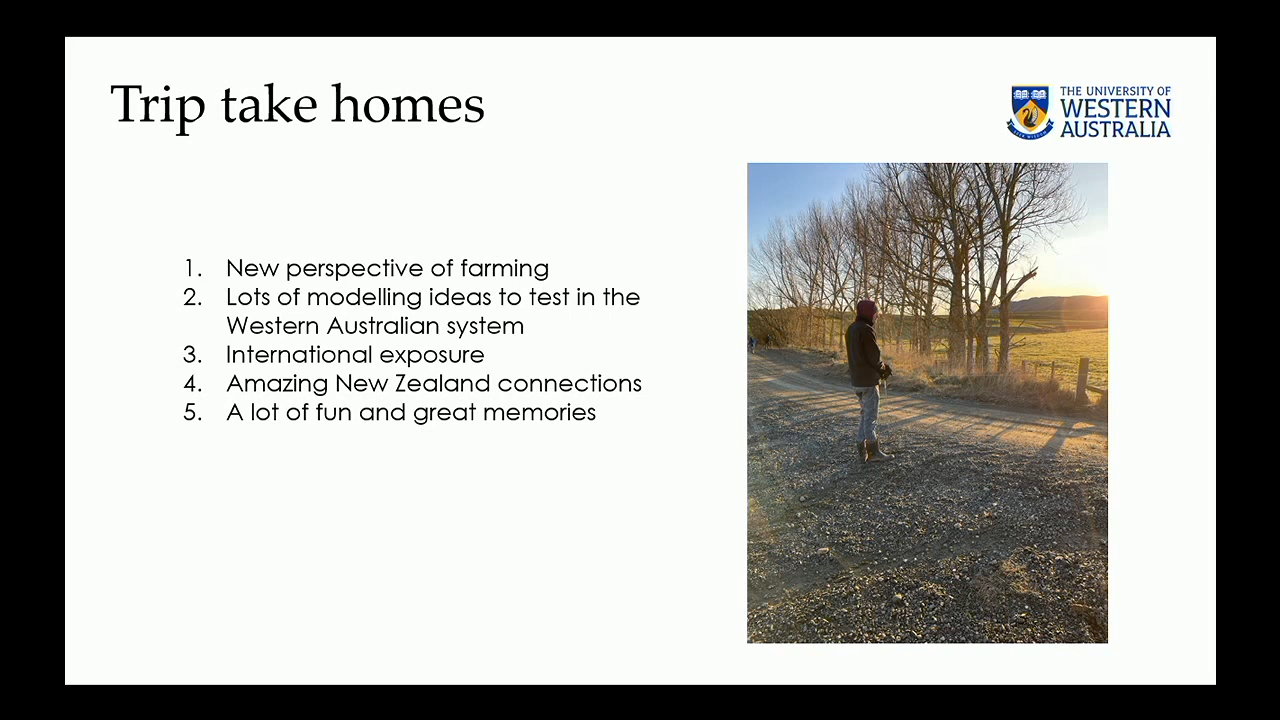 Trip take homes
THE UNIVERSITY OF
WESTERN
AUSTRALIA
1. New perspective of farming
2. Lots of modelling ideas to test in the
Western Australian system
3. International exposure
4. Amazing New Zealand connections
5. A lot of fun and great memories